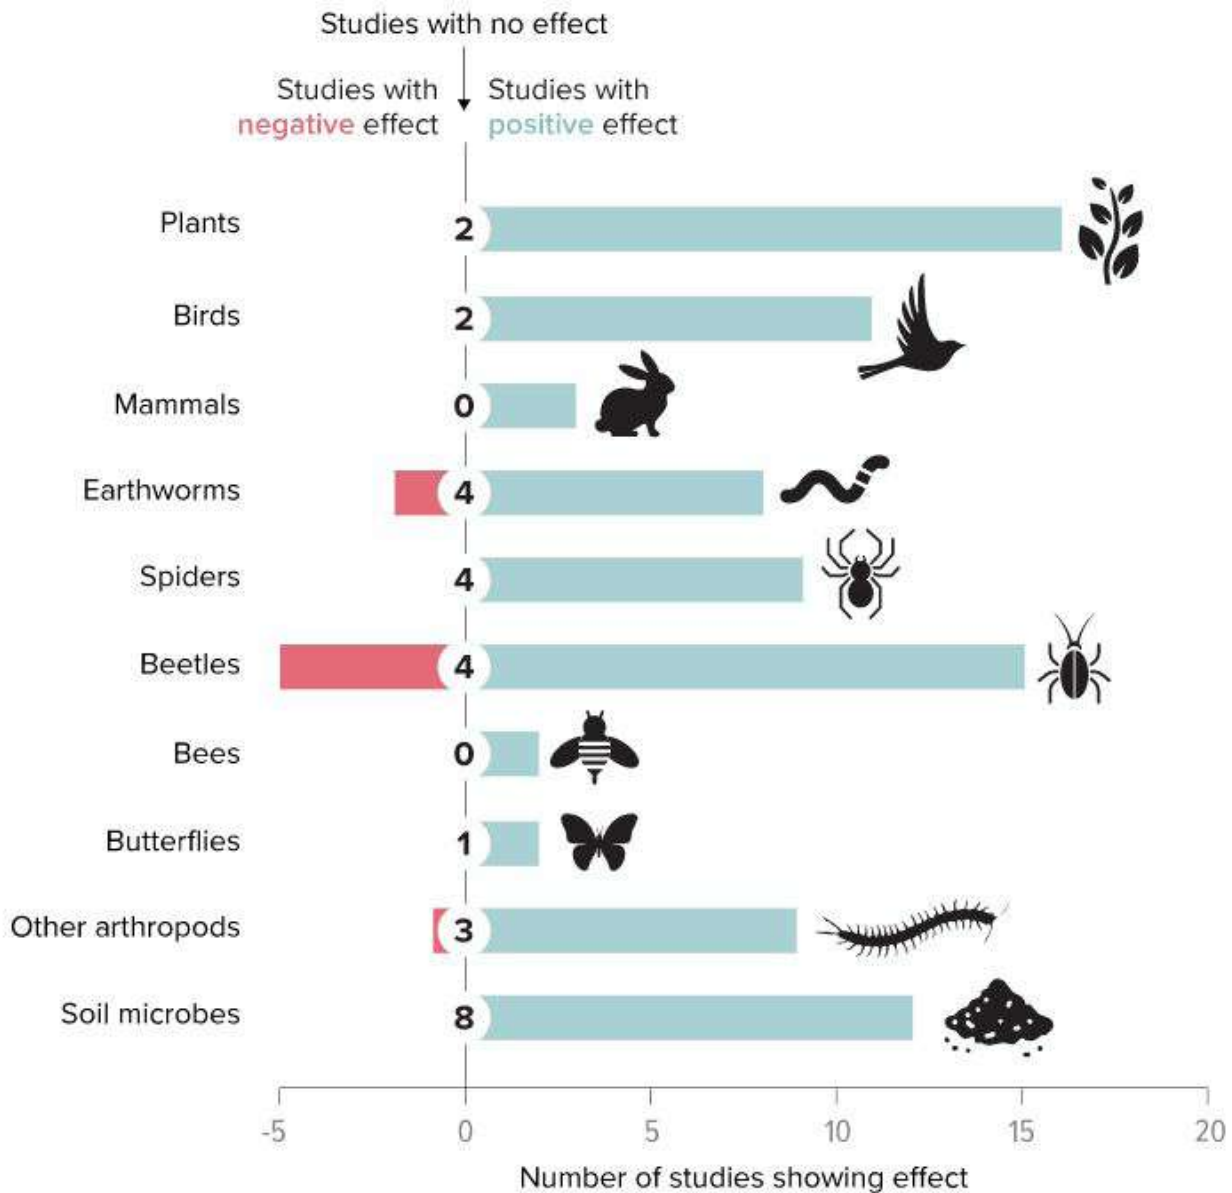 Studies with no effect
Studies with
negative effect
Studies with
positive effect
Plants
2
Birds
2
Mammals
0
Earthworms
4
Spiders
4
Beetles
4
Bees
0
Butterflies
1
Other arthropods
3
Soil microbes
8
-5 0 5 10 15 20
Number of studies showing effect